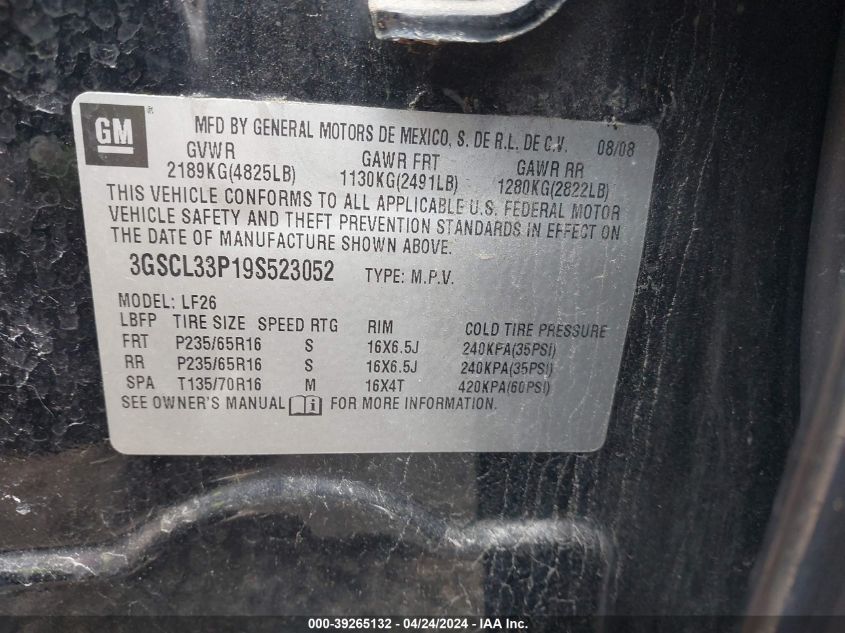 GM
MFD BY GENERAL MOTORS DE MEXICO, S. DE R.L. DE C.V. 08/08
GVWR GAWR FRT GAWR RR
2189KG(4825LB) 1130KG(2491LB) 1280KG(2822LB)
THIS VEHICLE CONFORMS TO ALL APPLICABLE U.S. FEDERAL MOTOR
VEHICLE SAFETY AND THEFT PREVENTION STANDARDS IN EFFECT ON
THE DATE OF MANUFACTURE SHOWN ABOVE.
3GSCL33P19S523052 TYPE: M.P.V.
MODEL: LF26
LBFP TIRE SIZE SPEED RTG RIM COLD TIRE PRESSURE
FRT P235/65R16 S 16X6.5J 240KPA(35PSI)
RR P235/65R16 S 16X6.5J 240KPA(35PSI)
SPA T135/70R16 M 16X4T 420KPA(60PSI)
SEE OWNER'S MANUAL i FOR MORE INFORMATION.
000-39265132 - 04/24/2024 - IAA Inc.